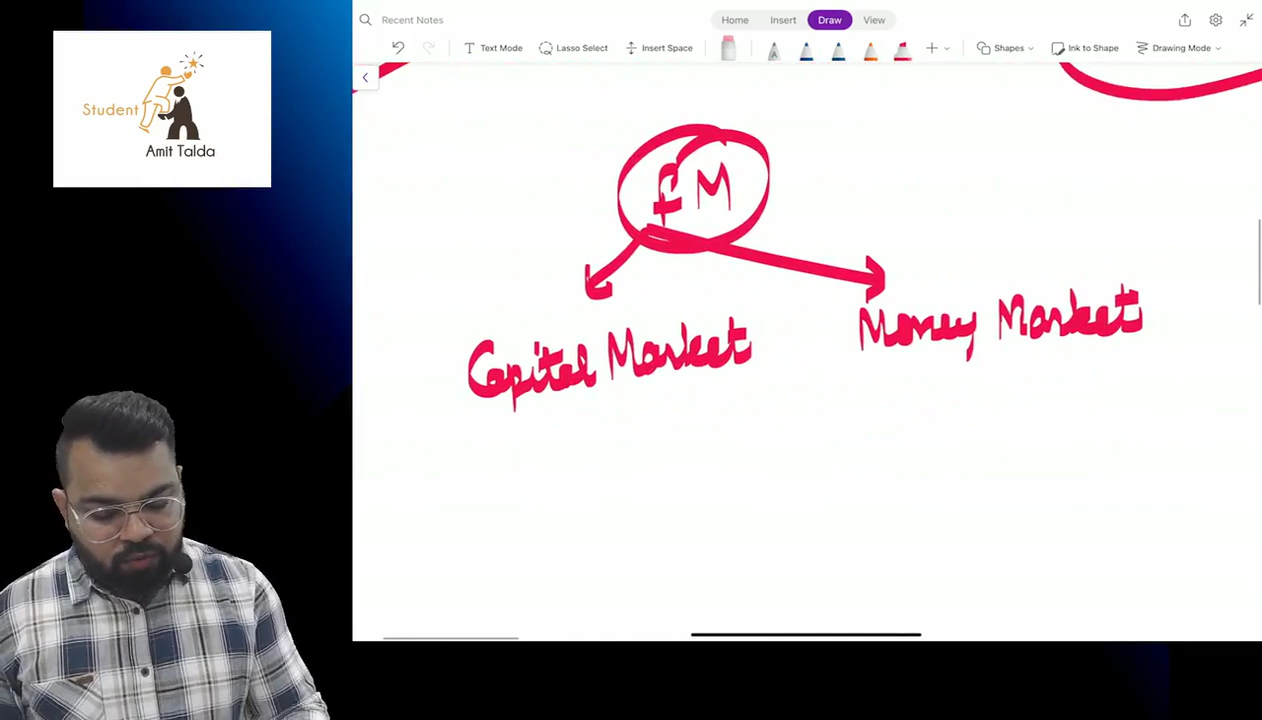 Recent Notes
Home Insert Draw View
Text Mode Lasso Select Insert Space Shapes Ink to Shape Drawing Mode
Student
Amit Talda
FM
Capital Market
Money Market